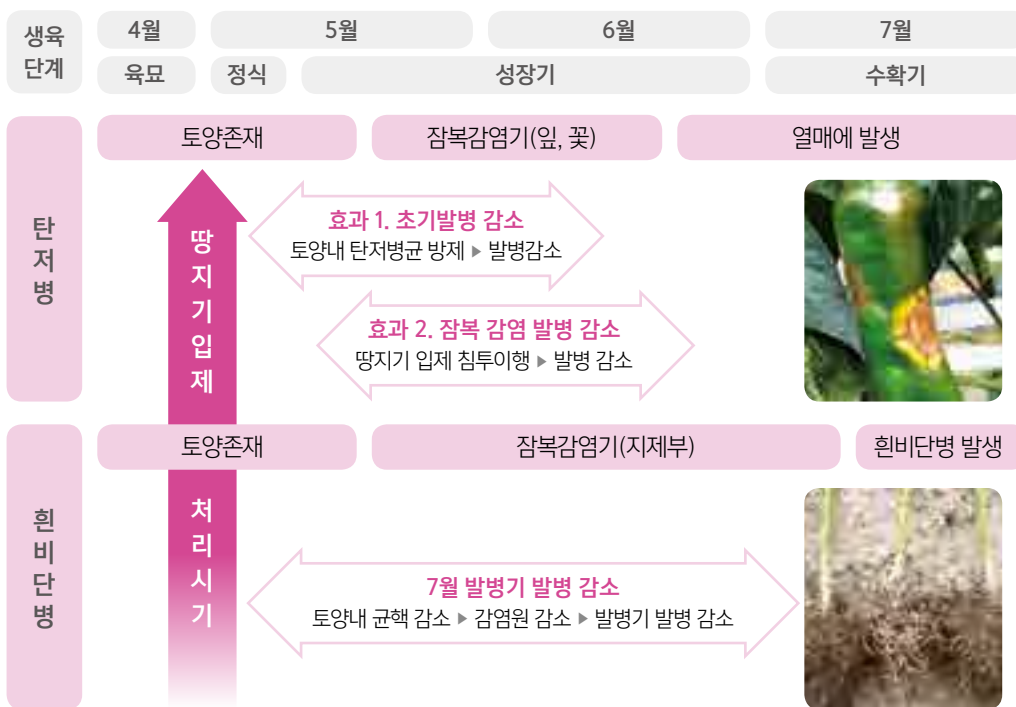 생육
단계
4월
5월
6월
7월
육묘
정식
성장기
수확기
탄저병
토양존재
잠복감염기(잎, 꽃)
열매에 발생
땅지기입제
효과 1. 초기발병 감소
토양내 탄저병균 방제 ▶ 발병감소
효과 2. 잠복 감염 발병 감소
땅지기 입제 침투이행 ▶ 발병 감소
흰비단병
토양존재
잠복감염기(지제부)
흰비단병 발생
처리시기
7월 발병기 발병 감소
토양내 균핵 감소 ▶ 감염원 감소 ▶ 발병기 발병 감소